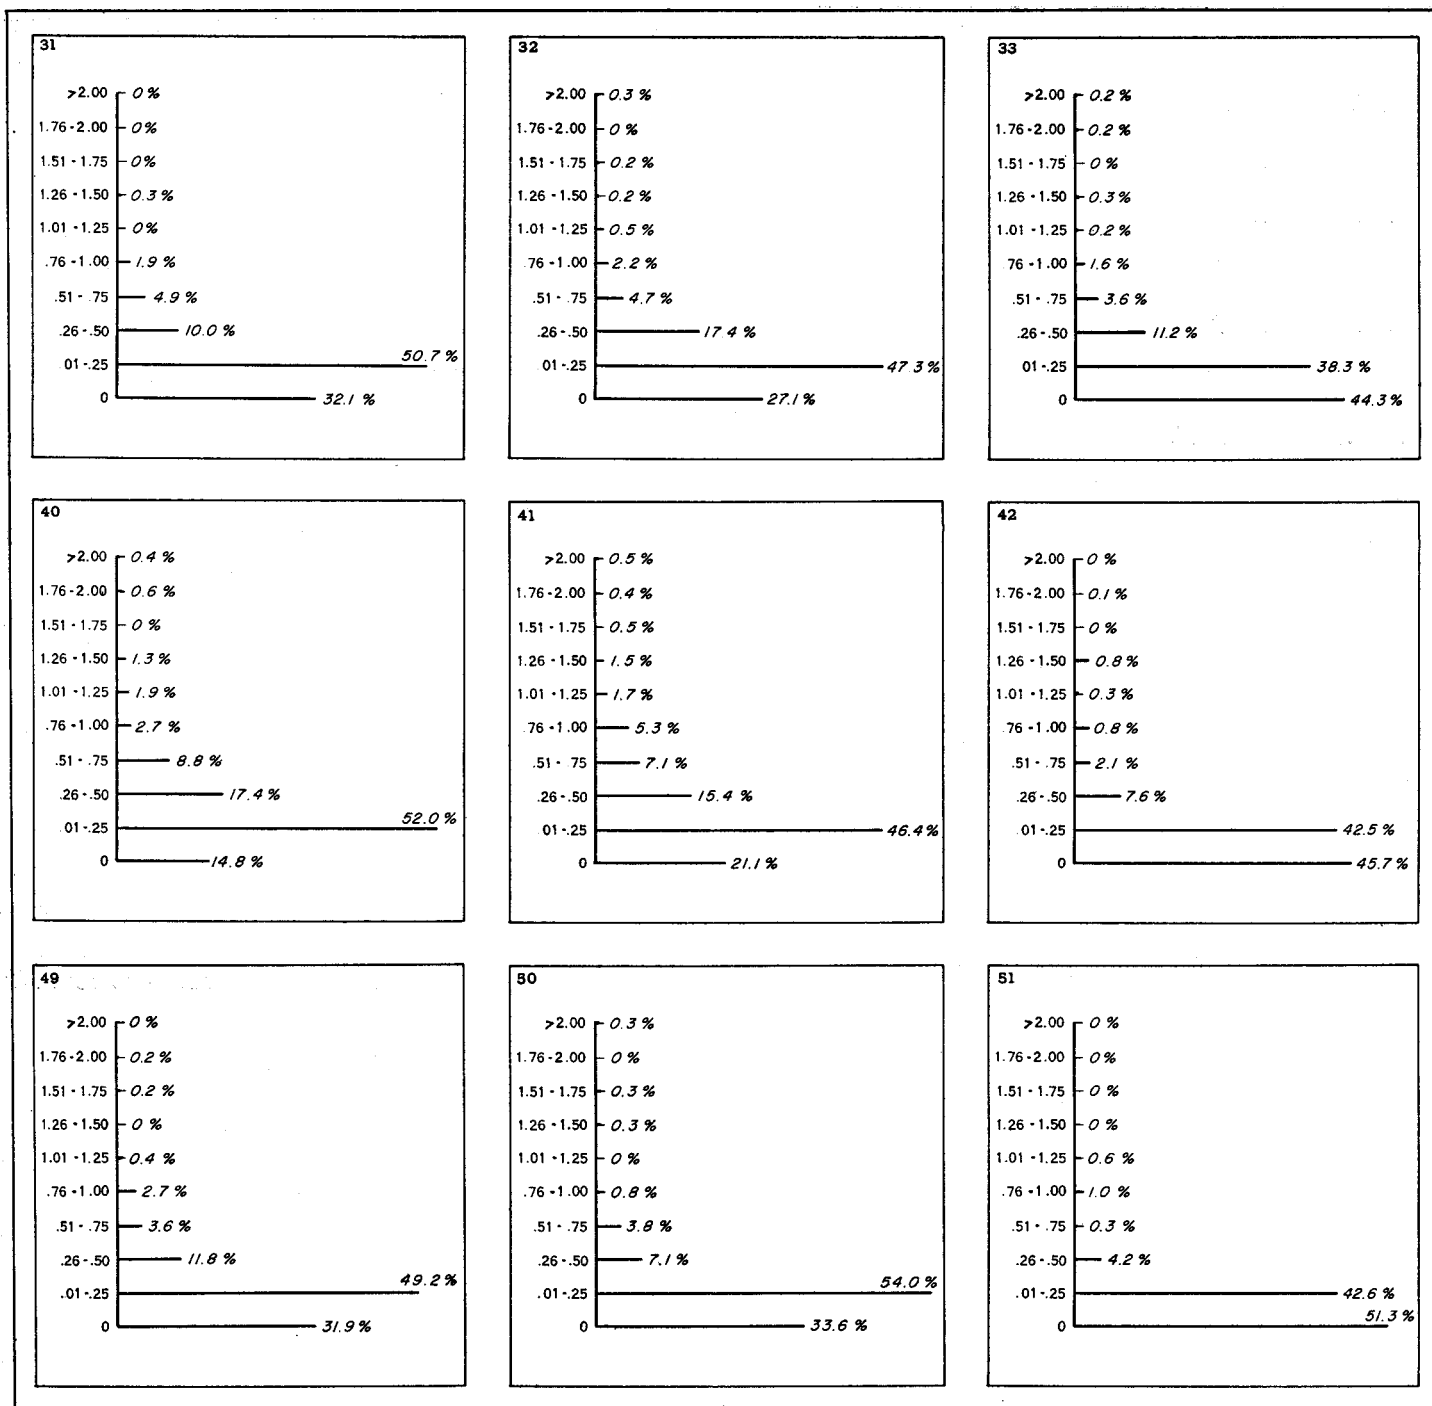 31
>2.00 0 %
1.76-2.00 0%
1.51 - 1.75 0%
1.26 - 1.50 0.3 %
1.01 - 1.25 0%
.76 - 1.00 1.9 %
.51 - .75 4.9 %
.26 - .50 10.0 %
01 - .25 50.7 %
0 32.1 %
32
>2.00 0.3 %
1.76-2.00 0 %
1.51 - 1.75 0.2 %
1.26 - 1.50 0.2 %
1.01 - 1.25 0.5 %
76 - 1.00 2.2 %
.51 - .75 4.7 %
.26 - .50 17.4 %
01 - .25 47.3 %
0 27.1 %
33
>2.00 0.2 %
1.76-2.00 0.2 %
1.51 - 1.75 0 %
1.26 - 1.50 0.3 %
1.01 - 1.25 0.2 %
76 - 1.00 1.6 %
.51 - .75 3.6 %
.26 - .50 11.2 %
01 - .25 38.3 %
0 44.3 %
40
>2.00 0.4 %
1.76-2.00 0.6 %
1.51 - 1.75 0 %
1.26 - 1.50 1.3 %
1.01 - 1.25 1.9 %
.76 - 1.00 2.7 %
.51 - .75 8.8 %
.26 - .50 17.4 %
01 - .25 52.0 %
0 14.8 %
41
>2.00 0.5 %
1.76-2.00 0.4 %
1.51 - 1.75 0.5 %
1.26 - 1.50 1.5 %
1.01 - 1.25 1.7 %
.76 - 1.00 5.3 %
.51 - .75 7.1 %
.26 - .50 15.4 %
01 - .25 46.4 %
0 21.1 %
42
>2.00 0 %
1.76-2.00 0.1 %
1.51 - 1.75 0 %
1.26 - 1.50 0.8 %
1.01 - 1.25 0.3 %
.76 - 1.00 0.8 %
.51 - .75 2.1 %
.26 - .50 7.6 %
01 - .25 42.5 %
0 45.7 %
49
>2.00 0 %
1.76-2.00 0.2 %
1.51 - 1.75 0.2 %
1.26 - 1.50 0 %
1.01 - 1.25 0.4 %
.76 - 1.00 2.7 %
.51 - .75 3.6 %
.26 - .50 11.8 %
.01 - .25 49.2 %
0 31.9 %
50
>2.00 0.3 %
1.76-2.00 0 %
1.51 - 1.75 0.3 %
1.26 - 1.50 0.3 %
1.01 - 1.25 0 %
.76 - 1.00 0.8 %
.51 - .75 3.8 %
.26 - .50 7.1 %
.01 - .25 54.0 %
0 33.6 %
51
>2.00 0 %
1.76-2.00 0 %
1.51 - 1.75 0 %
1.26 - 1.50 0 %
1.01 - 1.25 0.6 %
.76 - 1.00 1.0 %
.51 - .75 0.3 %
.26 - .50 4.2 %
.01 - .25 42.6 %
0 51.3 %